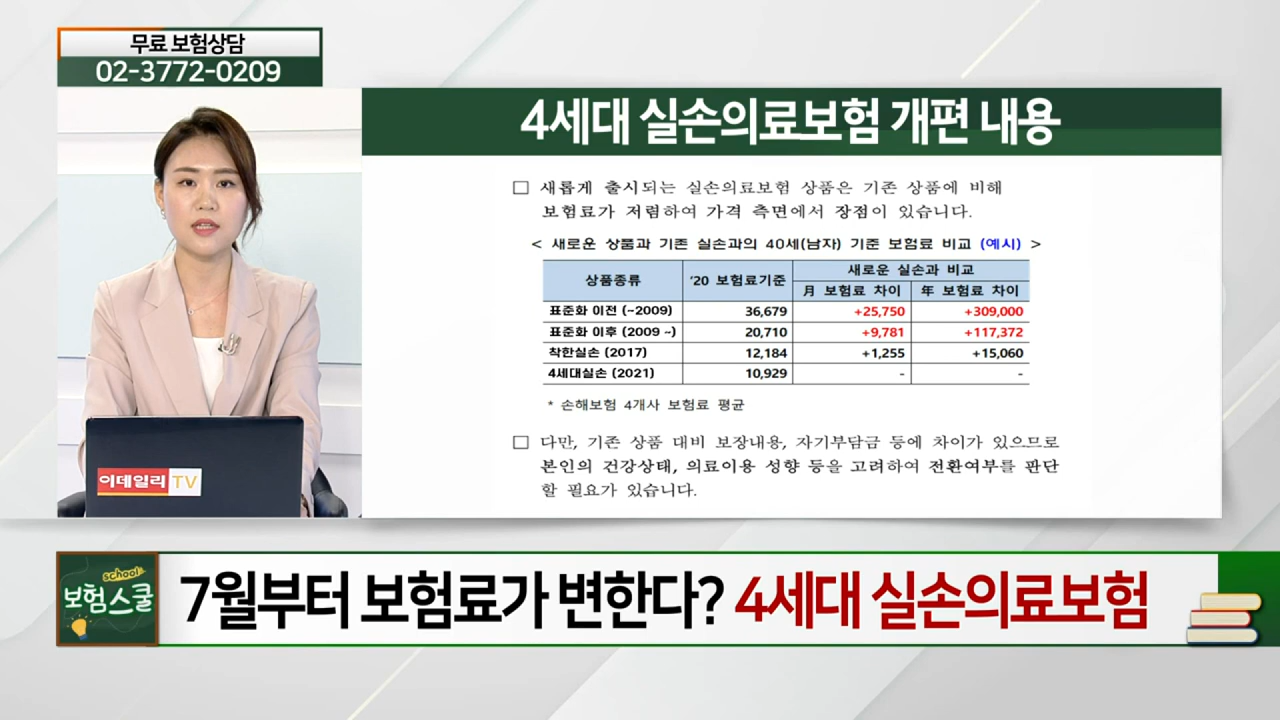 무료 보험상담
02-3772-0209
4세대 실손의료보험 개편 내용
□ 새롭게 출시되는 실손의료보험 상품은 기존 상품에 비해
보험료가 저렴하여 가격 측면에서 장점이 있습니다.
< 새로운 상품과 기존 실손과의 40세(남자) 기준 보험료 비교 (예시) >
상품종류 '20 보험료기준 새로운 실손과 비교
月 보험료 차이 年 보험료 차이
표준화 이전 (~2009) 36,679 +25,750 +309,000
표준화 이후 (2009 ~) 20,710 +9,781 +117,372
착한실손 (2017) 12,184 +1,255 +15,060
4세대실손 (2021) 10,929 - -
* 손해보험 4개사 보험료 평균
□ 다만, 기존 상품 대비 보장내용, 자기부담금 등에 차이가 있으므로
본인의 건강상태, 의료이용 성향 등을 고려하여 전환여부를 판단
할 필요가 있습니다.
이데일리 TV
school
보험스쿨
7월부터 보험료가 변한다? 4세대 실손의료보험